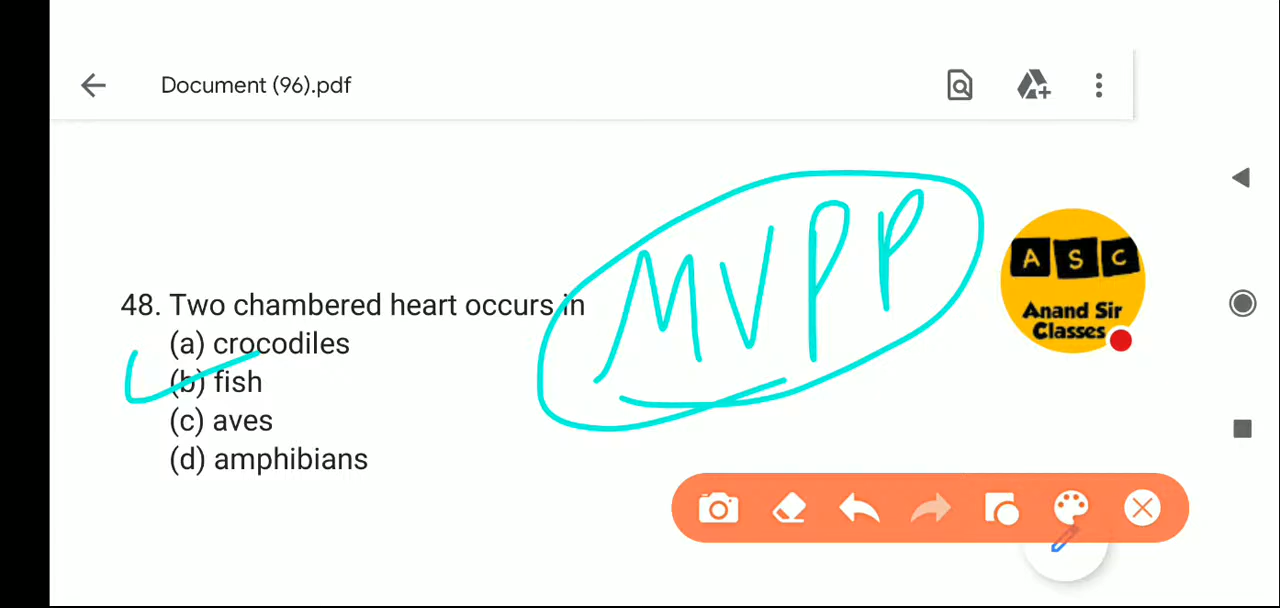 Document (96).pdf
MVPP
A S C
Anand Sir
Classes
48. Two chambered heart occurs in
(a) crocodiles
(b) fish
(c) aves
(d) amphibians